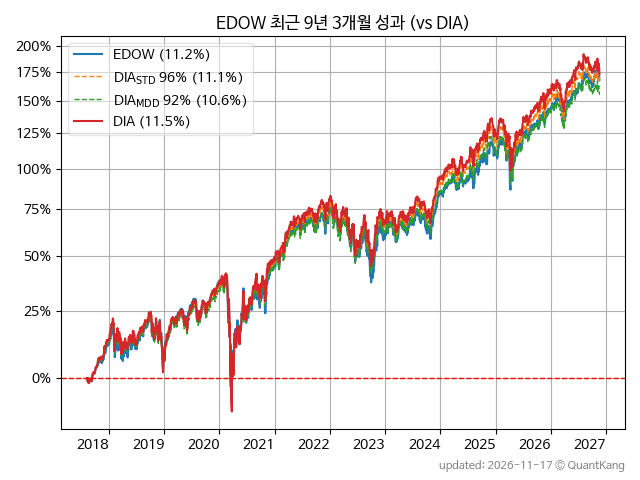 EDOW 최근 9년 3개월 성과 (vs DIA)
200%
175%
150%
125%
100%
75%
50%
25%
0%
EDOW (11.2%)
DIA_STD 96% (11.1%)
DIA_MDD 92% (10.6%)
DIA (11.5%)
2018 2019 2020 2021 2022 2023 2024 2025 2026 2027
updated: 2026-11-17 © QuantKang